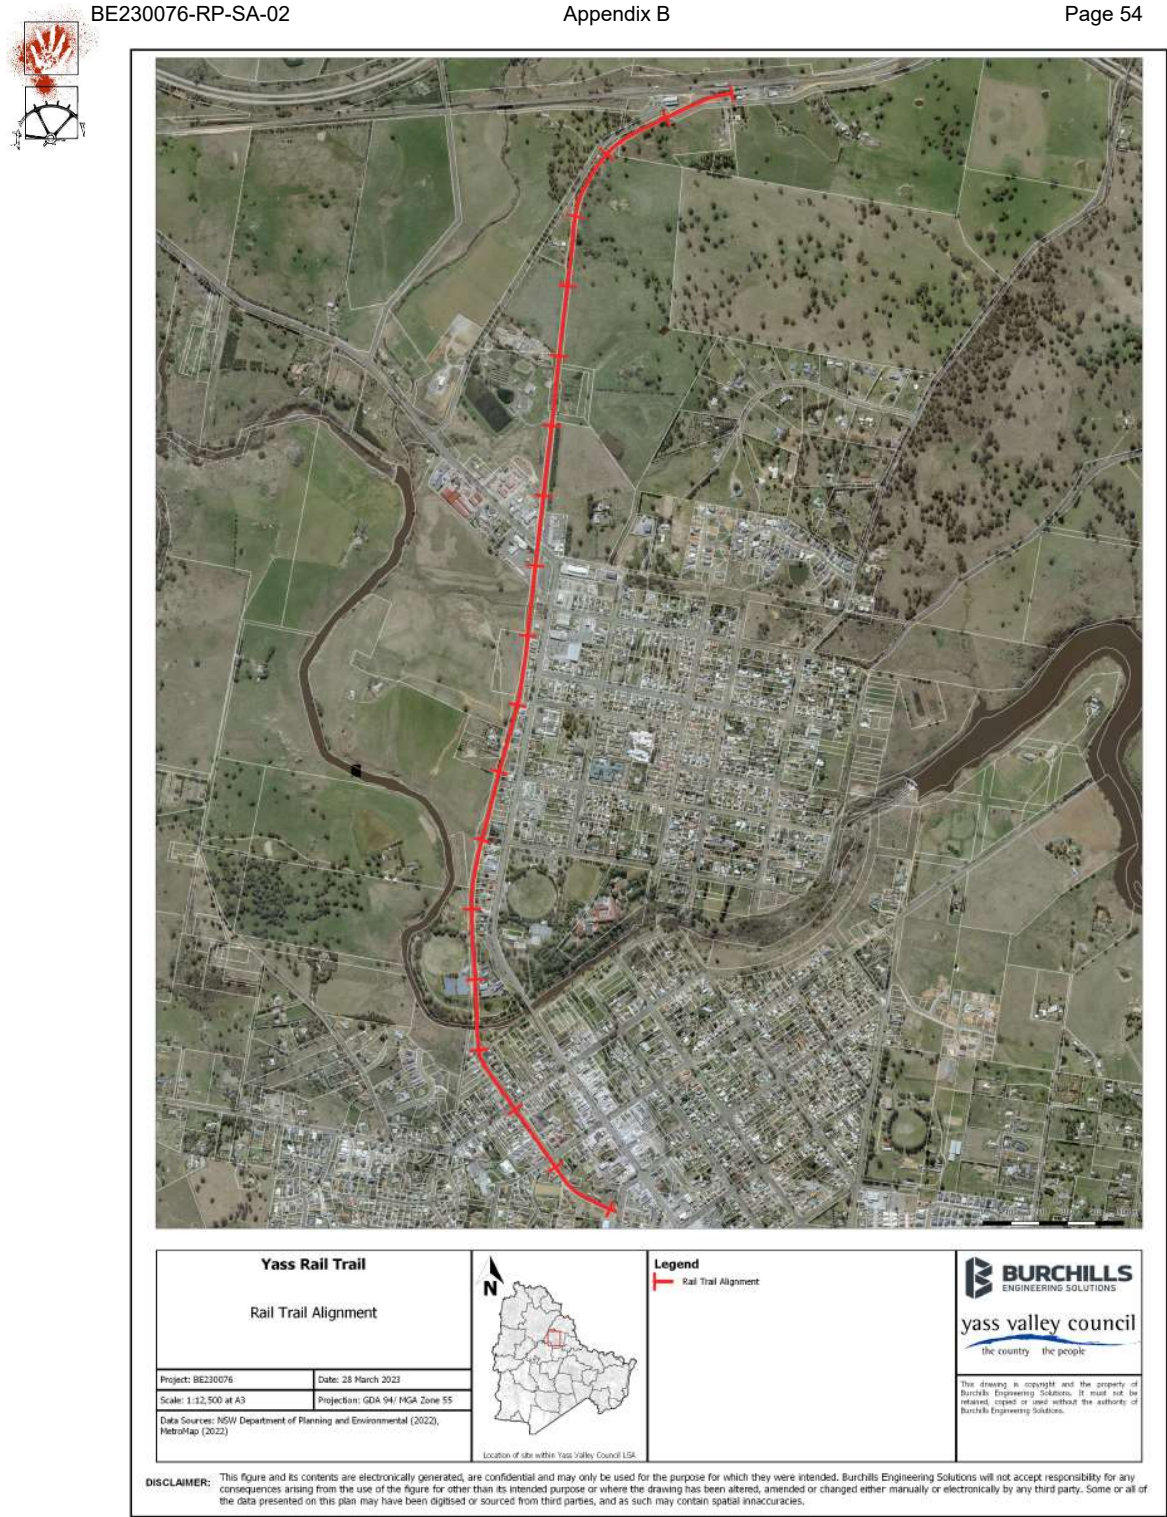 BE230076-RP-SA-02 Appendix B Page 54
Yass Rail Trail
Rail Trail Alignment
Project: BE230076 Date: 28 March 2023
Scale: 1:12,500 at A3 Projection: GDA 94/ MGA Zone 55
Data Sources: NSW Department of Planning and Environmental (2022),
MetroMap (2022)
N
Location of site within Yass Valley Council LGA
Legend
Rail Trail Alignment
BURCHILLS
ENGINEERING SOLUTIONS
yass valley council
the country the people
This drawing is copyright and the property of
Burchills Engineering Solutions. It must not be
retained, copied or used without the authority of
Burchills Engineering Solutions.
DISCLAIMER: This figure and its contents are electronically generated, are confidential and may only be used for the purpose for which they were intended. Burchills Engineering Solutions will not accept responsibility for any
consequences arising from the use of the figure for other than its intended purpose or where the drawing has been altered, amended or changed either manually or electronically by any third party. Some or all of
the data presented on this plan may have been digitised or sourced from third parties, and as such may contain spatial innaccuracies.